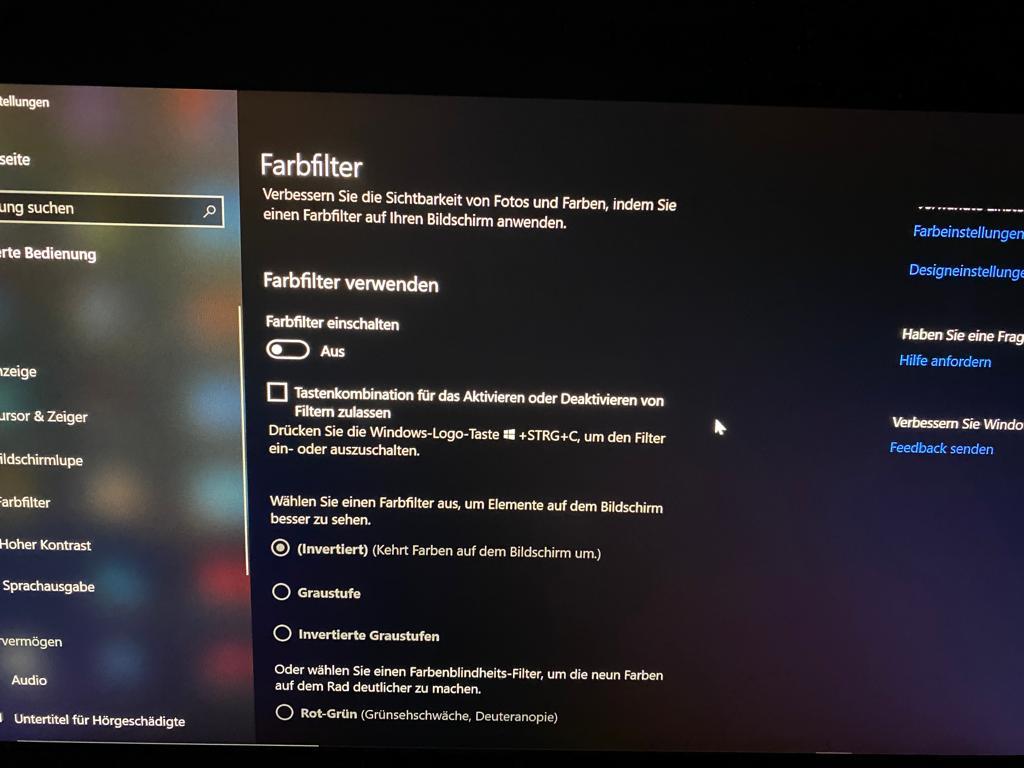 tellungen
seite
ung suchen
erte Bedienung
nzeige
ursor & Zeiger
ildschirmlupe
Farbfilter
Hoher Kontrast
Sprachausgabe
rvermögen
Audio
Untertitel für Hörgeschädigte
Farbfilter
Verbessern Sie die Sichtbarkeit von Fotos und Farben, indem Sie
einen Farbfilter auf Ihren Bildschirm anwenden.
Farbfilter verwenden
Farbfilter einschalten
Aus
Tastenkombination für das Aktivieren oder Deaktivieren von
Filtern zulassen
Drücken Sie die Windows-Logo-Taste +STRG+C, um den Filter
ein- oder auszuschalten.
Wählen Sie einen Farbfilter aus, um Elemente auf dem Bildschirm
besser zu sehen.
(Invertiert) (Kehrt Farben auf dem Bildschirm um.)
Graustufe
Invertierte Graustufen
Oder wählen Sie einen Farbenblindheits-Filter, um die neun Farben
auf dem Rad deutlicher zu machen.
Rot-Grün (Grünsehschwäche, Deuteranopie)
Farbeinstellungen
Designeinstellunge
Haben Sie eine Frag
Hilfe anfordern
Verbessern Sie Windo
Feedback senden